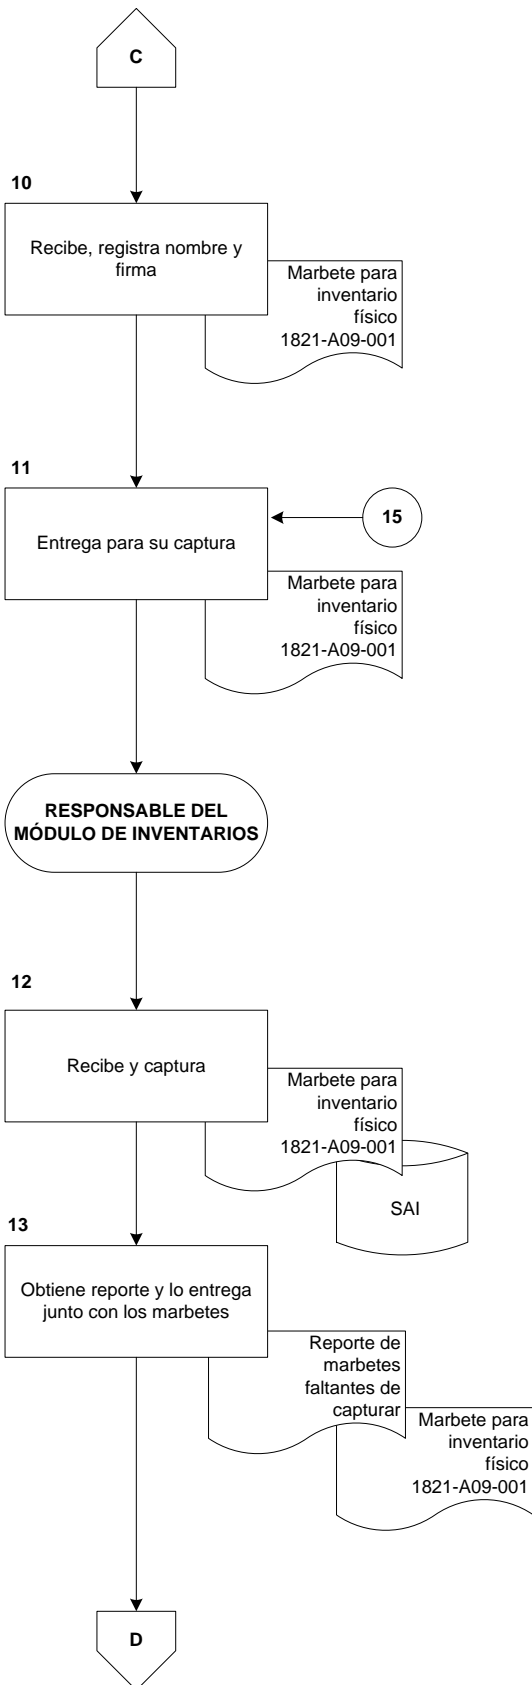 C
10
Recibe, registra nombre y
firma
Marbete para
inventario
físico
1821-A09-001
11
Entrega para su captura
15
Marbete para
inventario
físico
1821-A09-001
RESPONSABLE DEL
MÓDULO DE INVENTARIOS
12
Recibe y captura
Marbete para
inventario
físico
1821-A09-001
SAI
13
Obtiene reporte y lo entrega
junto con los marbetes
Reporte de
marbetes
faltantes de
capturar
Marbete para
inventario
físico
1821-A09-001
D